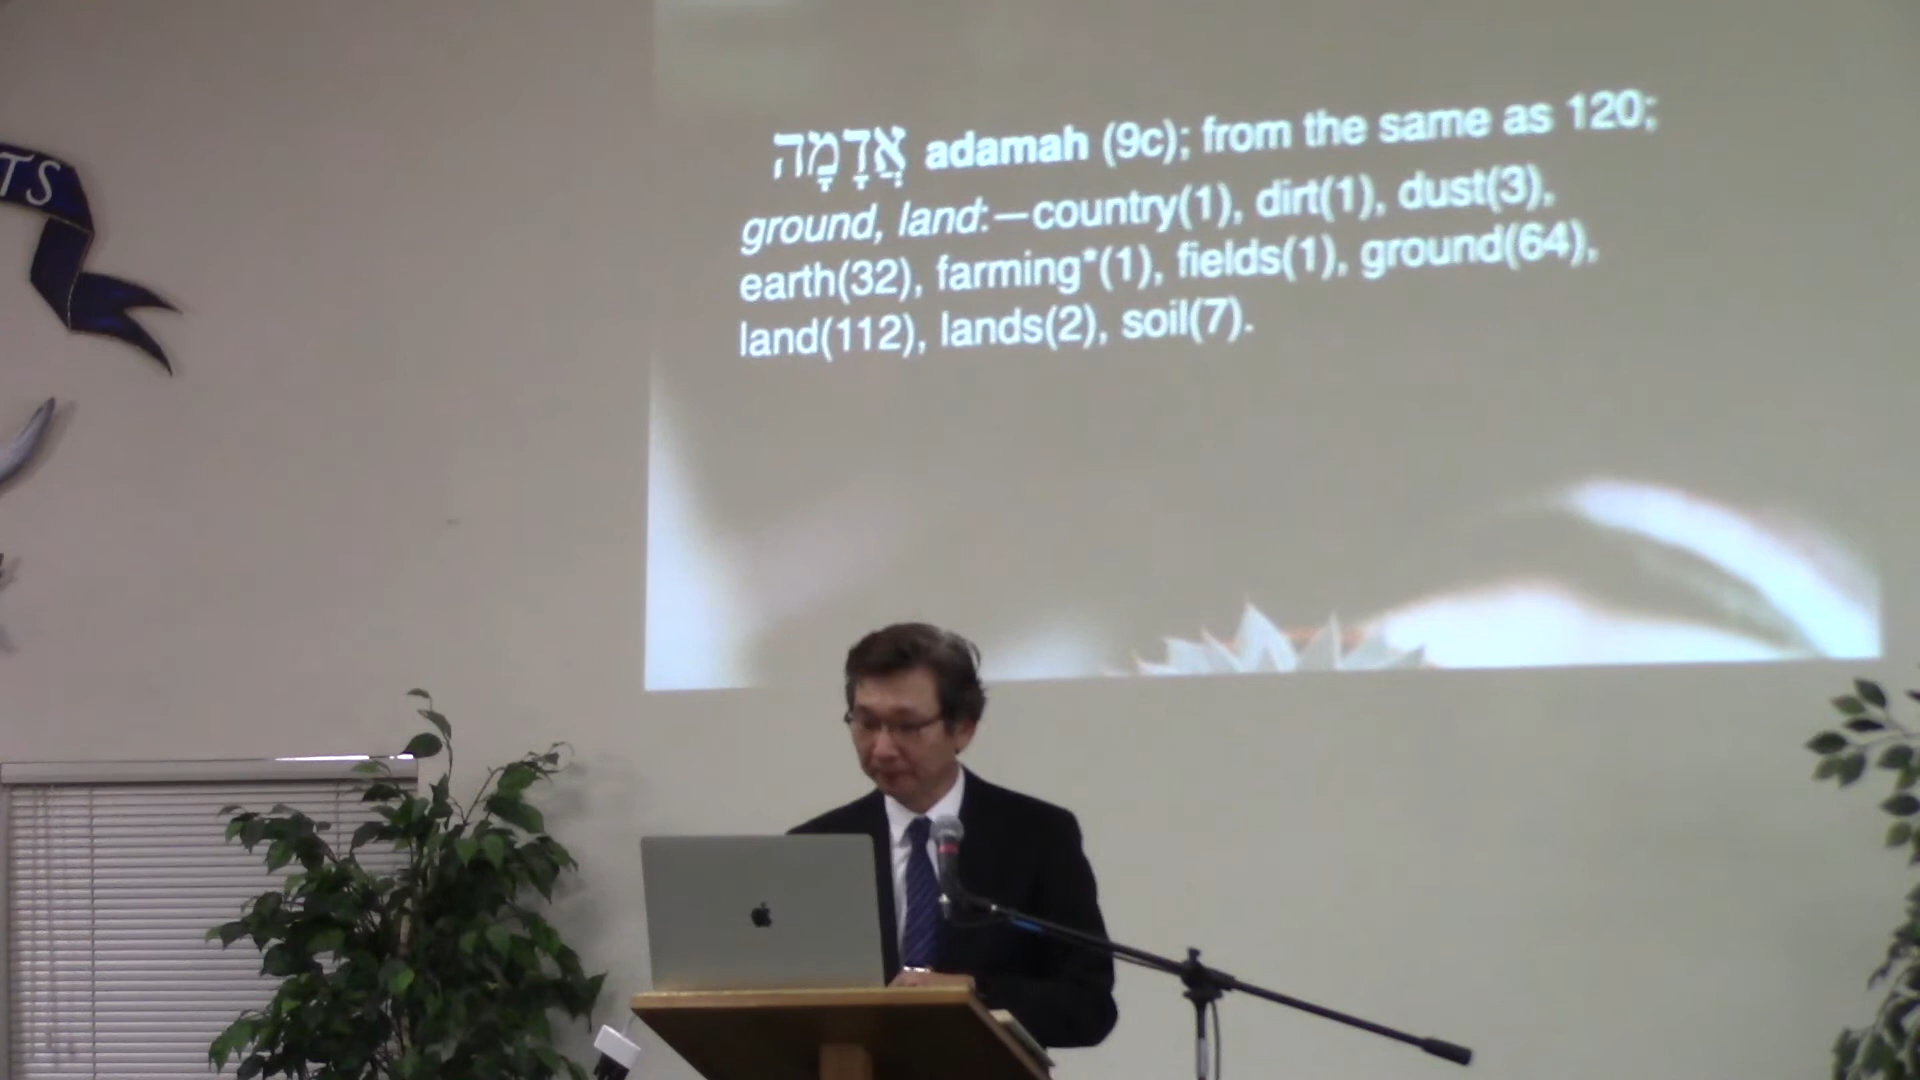 TS
אֲדָמָה adamah (9c); from the same as 120;
ground, land:—country(1), dirt(1), dust(3),
earth(32), farming*(1), fields(1), ground(64),
land(112), lands(2), soil(7).